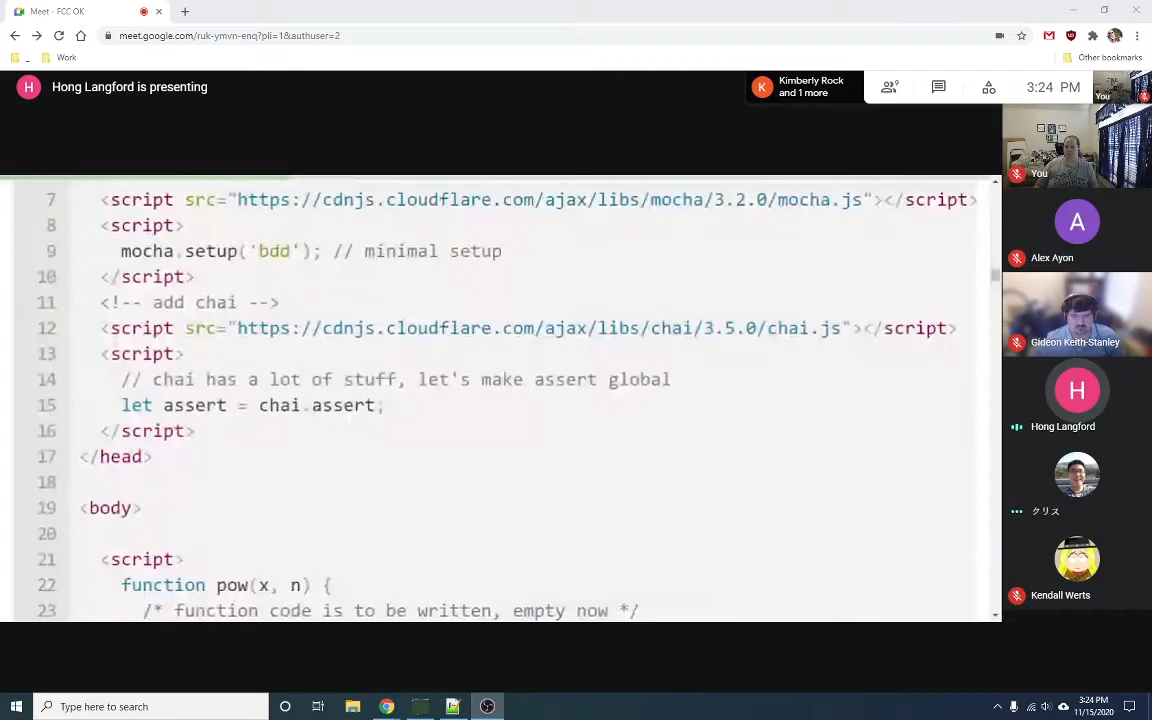 Meet - FCC OK
meet.google.com/ruk-ymvn-enq?pli=1&authuser=2
Work
Other bookmarks
H
Hong Langford is presenting
K
Kimberly Rock
and 1 more
3:24 PM
You
You
A
Alex Ayon
Gideon Keith-Stanley
H
Hong Langford
クリス
Kendall Werts
7 <script src="https://cdnjs.cloudflare.com/ajax/libs/mocha/3.2.0/mocha.js"></script>
8 <script>
9 mocha.setup('bdd'); // minimal setup
10 </script>
11 <!-- add chai -->
12 <script src="https://cdnjs.cloudflare.com/ajax/libs/chai/3.5.0/chai.js"></script>
13 <script>
14 // chai has a lot of stuff, let's make assert global
15 let assert = chai.assert;
16 </script>
17 </head>
18
19 <body>
20
21 <script>
22 function pow(x, n) {
23 /* function code is to be written, empty now */
Type here to search
3:24 PM
11/15/2020